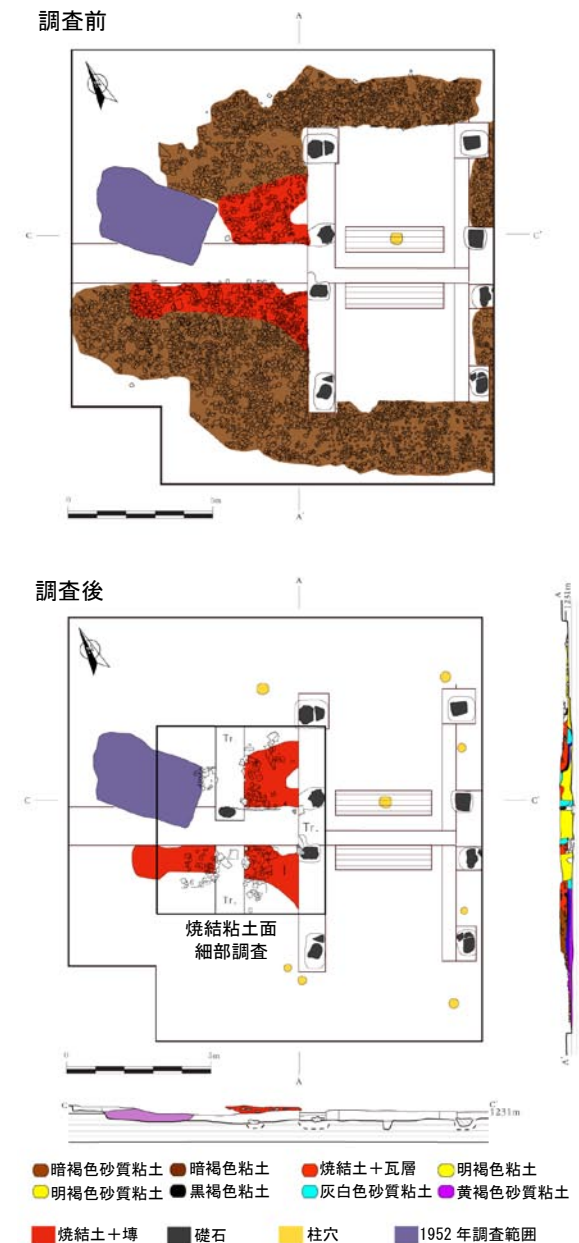 調査前
A
C
C'
0
5m
A'
調査後
A
A
1231m
Tr
C
C'
Tr.
Tr.
焼結粘土面
細部調査
0
5m
A
A'
C
C'
1231m
暗褐色砂質粘土 暗褐色粘土 焼結土+瓦層 明褐色粘土
明褐色砂質粘土 黒褐色粘土 灰白色砂質粘土 黄褐色砂質粘土
焼結土+塼 礎石 柱穴 1952 年調査範囲